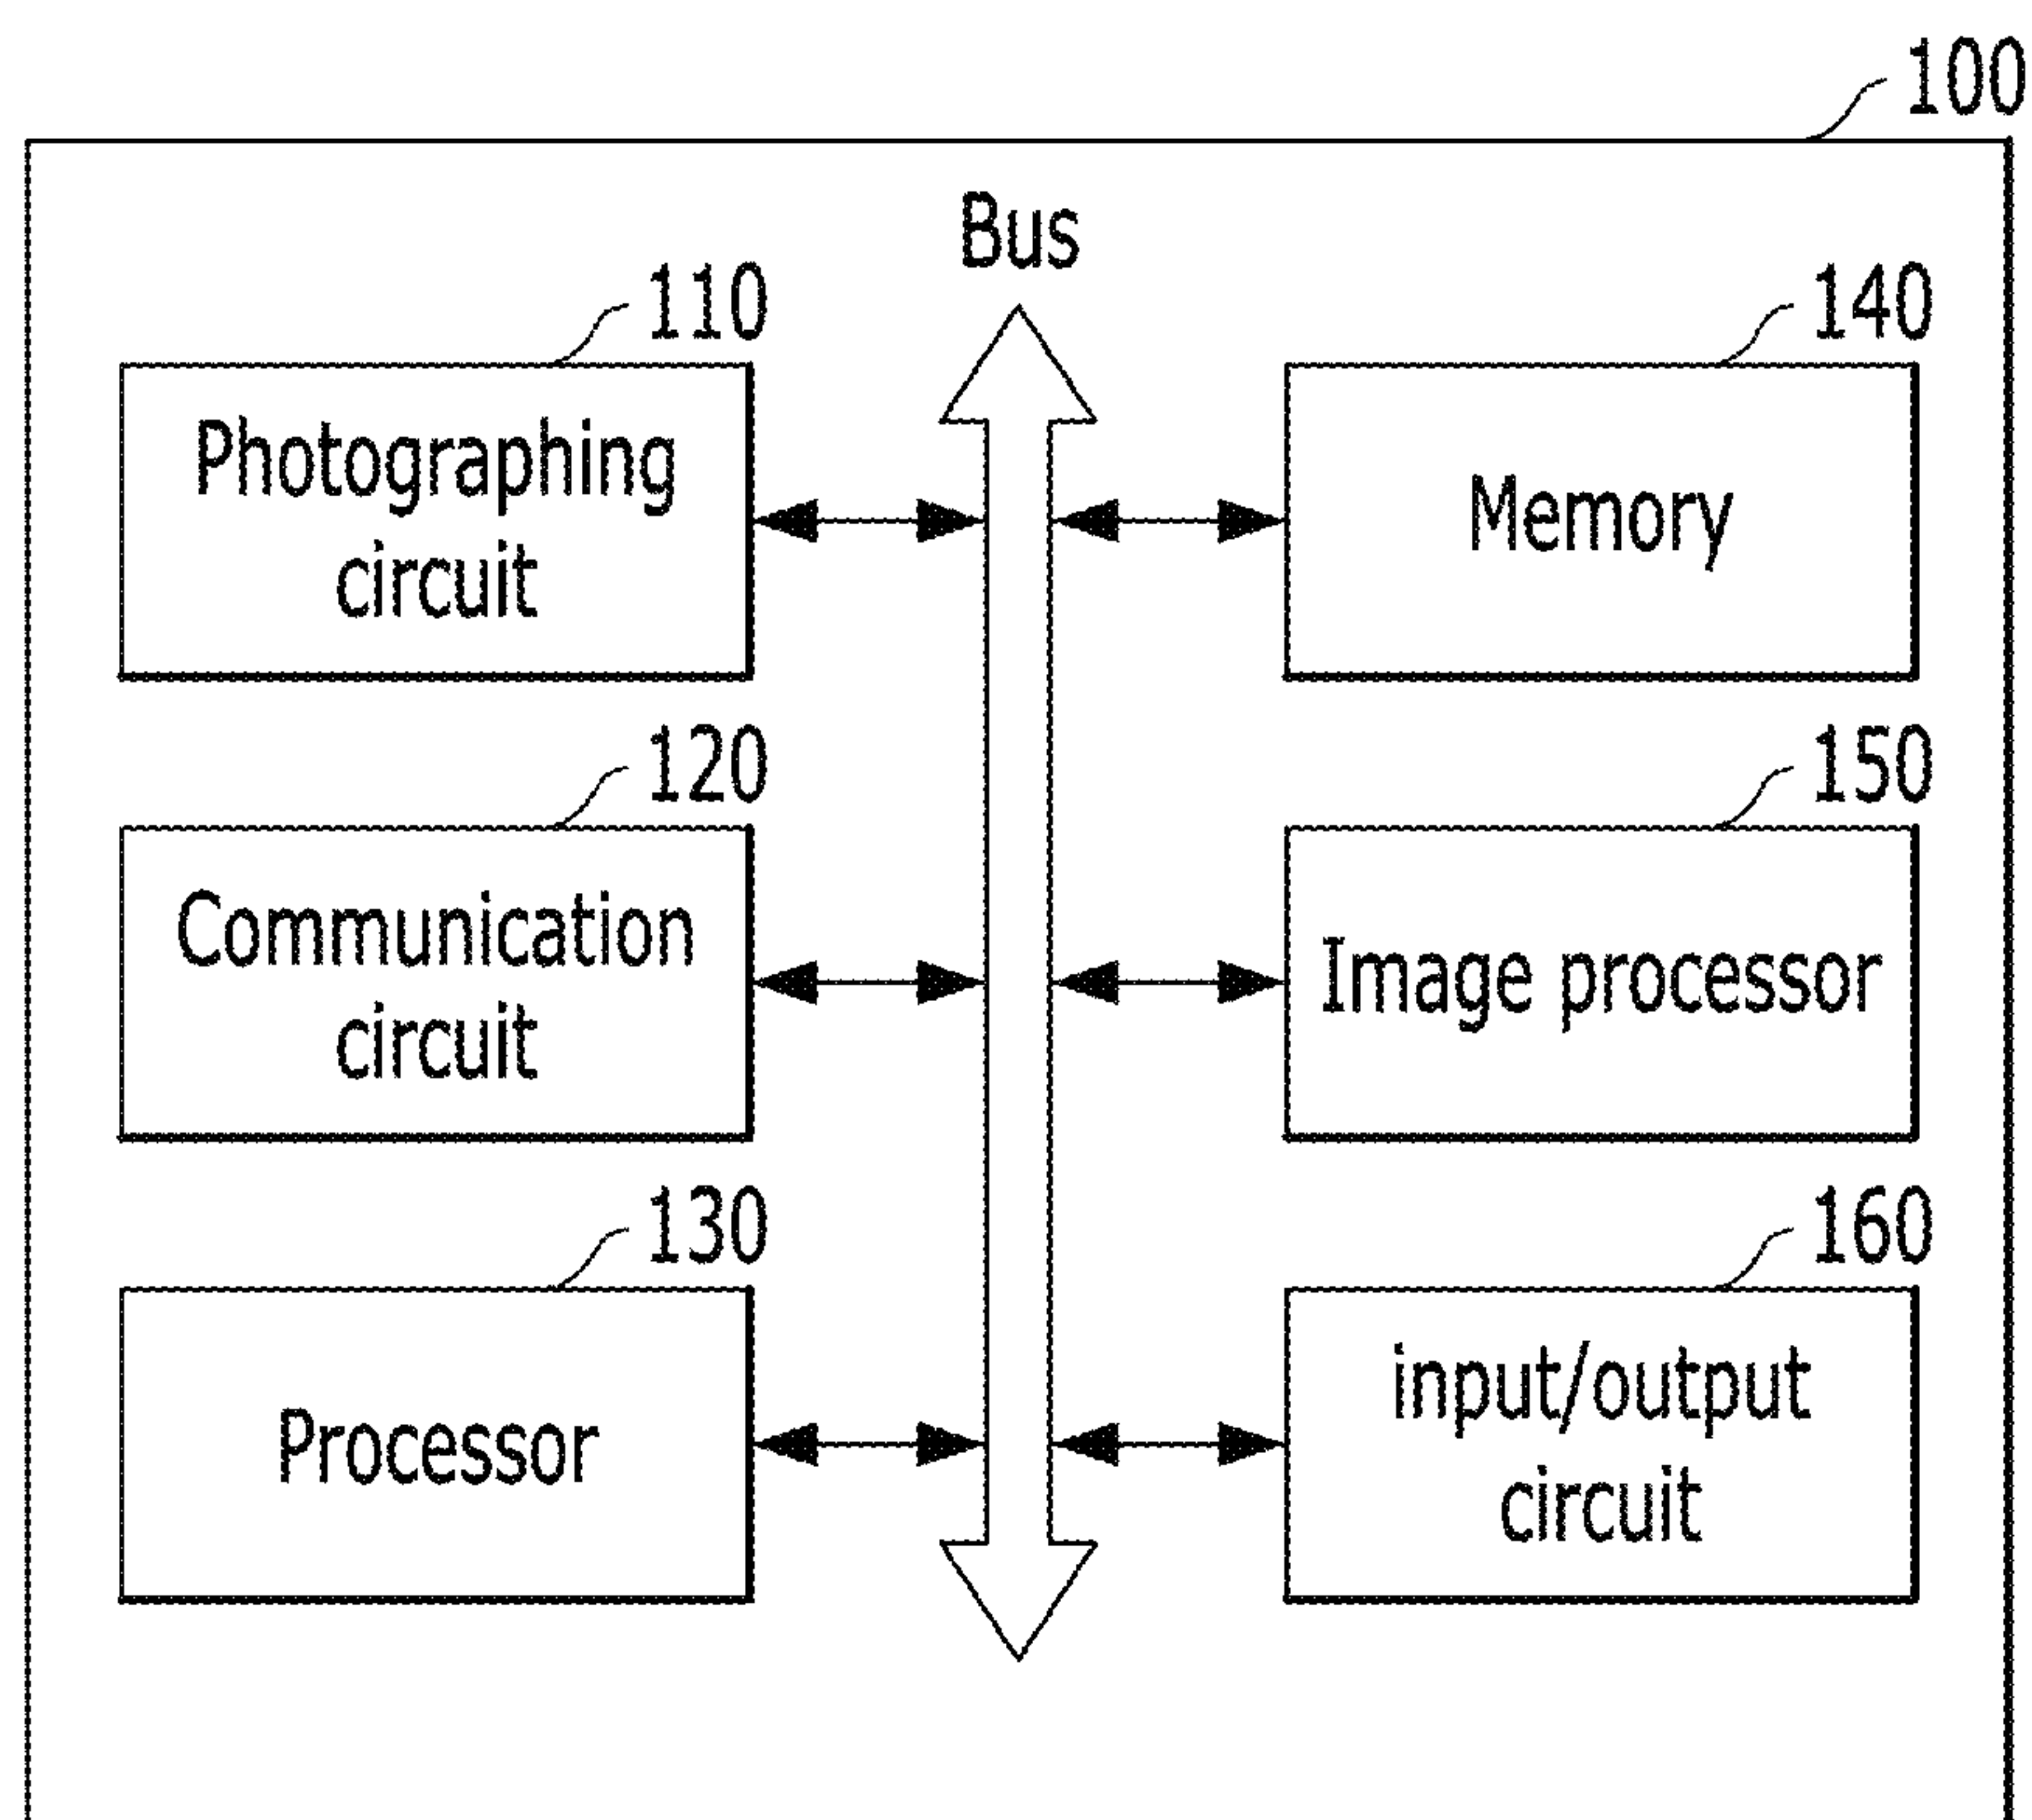 100
Bus
110
Photographing
circuit
140
Memory
120
Communication
circuit
150
Image processor
130
Processor
160
input/output
circuit